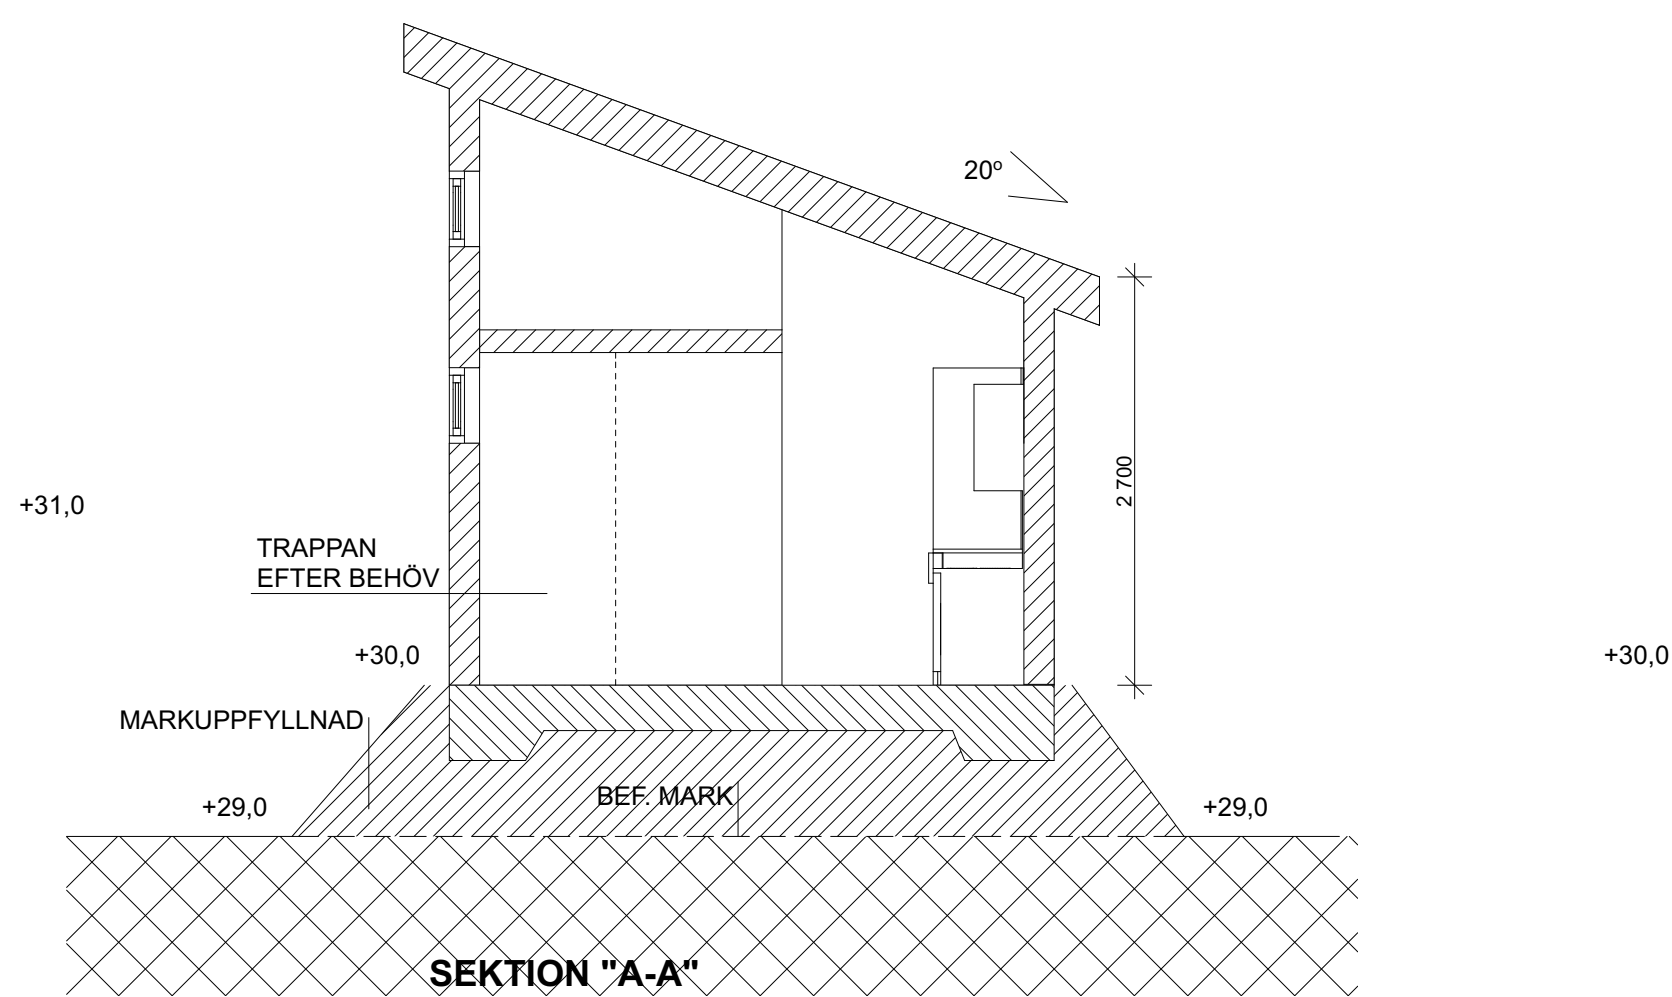 20º
2 700
+31,0
TRAPPAN
EFTER BEHÖV
+30,0
+30,0
MARKUPPFYLLNAD
+29,0
BEF. MARK
+29,0
SEKTION "A-A"